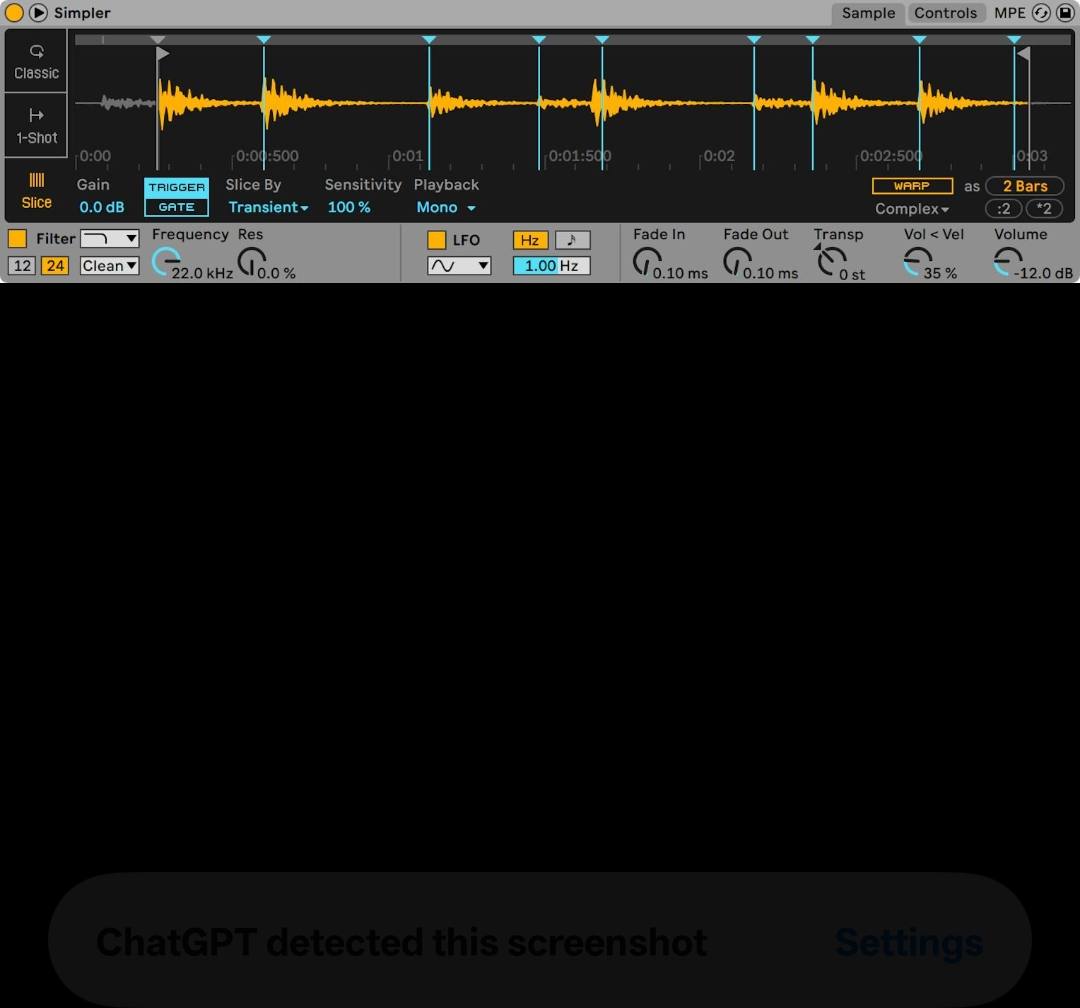 Simpler Sample Controls MPE
Classic
1-Shot
Slice
0:00 0:00:500 0:01 0:01:500 0:02 0:02:500 0:03
Gain TRIGGER Slice By Sensitivity Playback WARP as 2 Bars
0.0 dB GATE Transient 100 % Mono Complex :2 *2
Filter Frequency Res LFO Hz Fade In Fade Out Transp Vol < Vel Volume
12 24 Clean 22.0 kHz 0.0 % 1.00 Hz 0.10 ms 0.10 ms 0 st 35 % -12.0 dB
ChatGPT detected this screenshot Settings